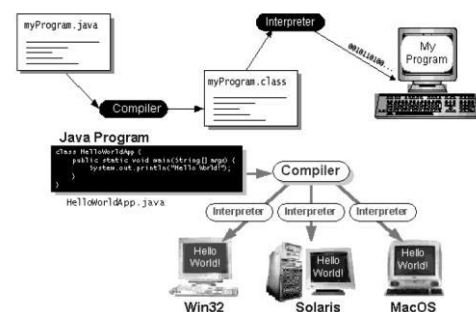 myProgram.java
Interpreter
0010110100...
My
Program
myProgram.class
Compiler
Java Program
class HelloWorldApp {
public static void main(String[] args) {
System.out.println("Hello World!");
}
}
HelloWorldApp.java
Compiler
Interpreter
Interpreter
Interpreter
Hello
World!
Hello
World!
Hello
World!
Win32
Solaris
MacOS